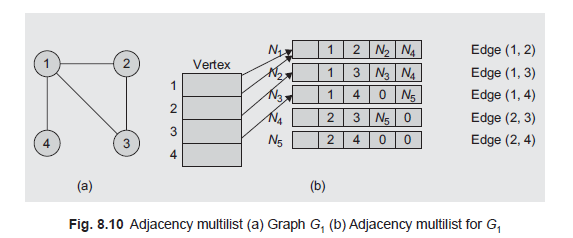 1
2
4
3
(a)
Vertex
1
2
3
4
N₁ 1 2 N₂ N₄ Edge (1, 2)
N₂ 1 3 N₃ N₄ Edge (1, 3)
N₃ 1 4 0 N₅ Edge (1, 4)
N₄ 2 3 N₅ 0 Edge (2, 3)
N₅ 2 4 0 0 Edge (2, 4)
(b)
Fig. 8.10 Adjacency multilist (a) Graph G₁ (b) Adjacency multilist for G₁